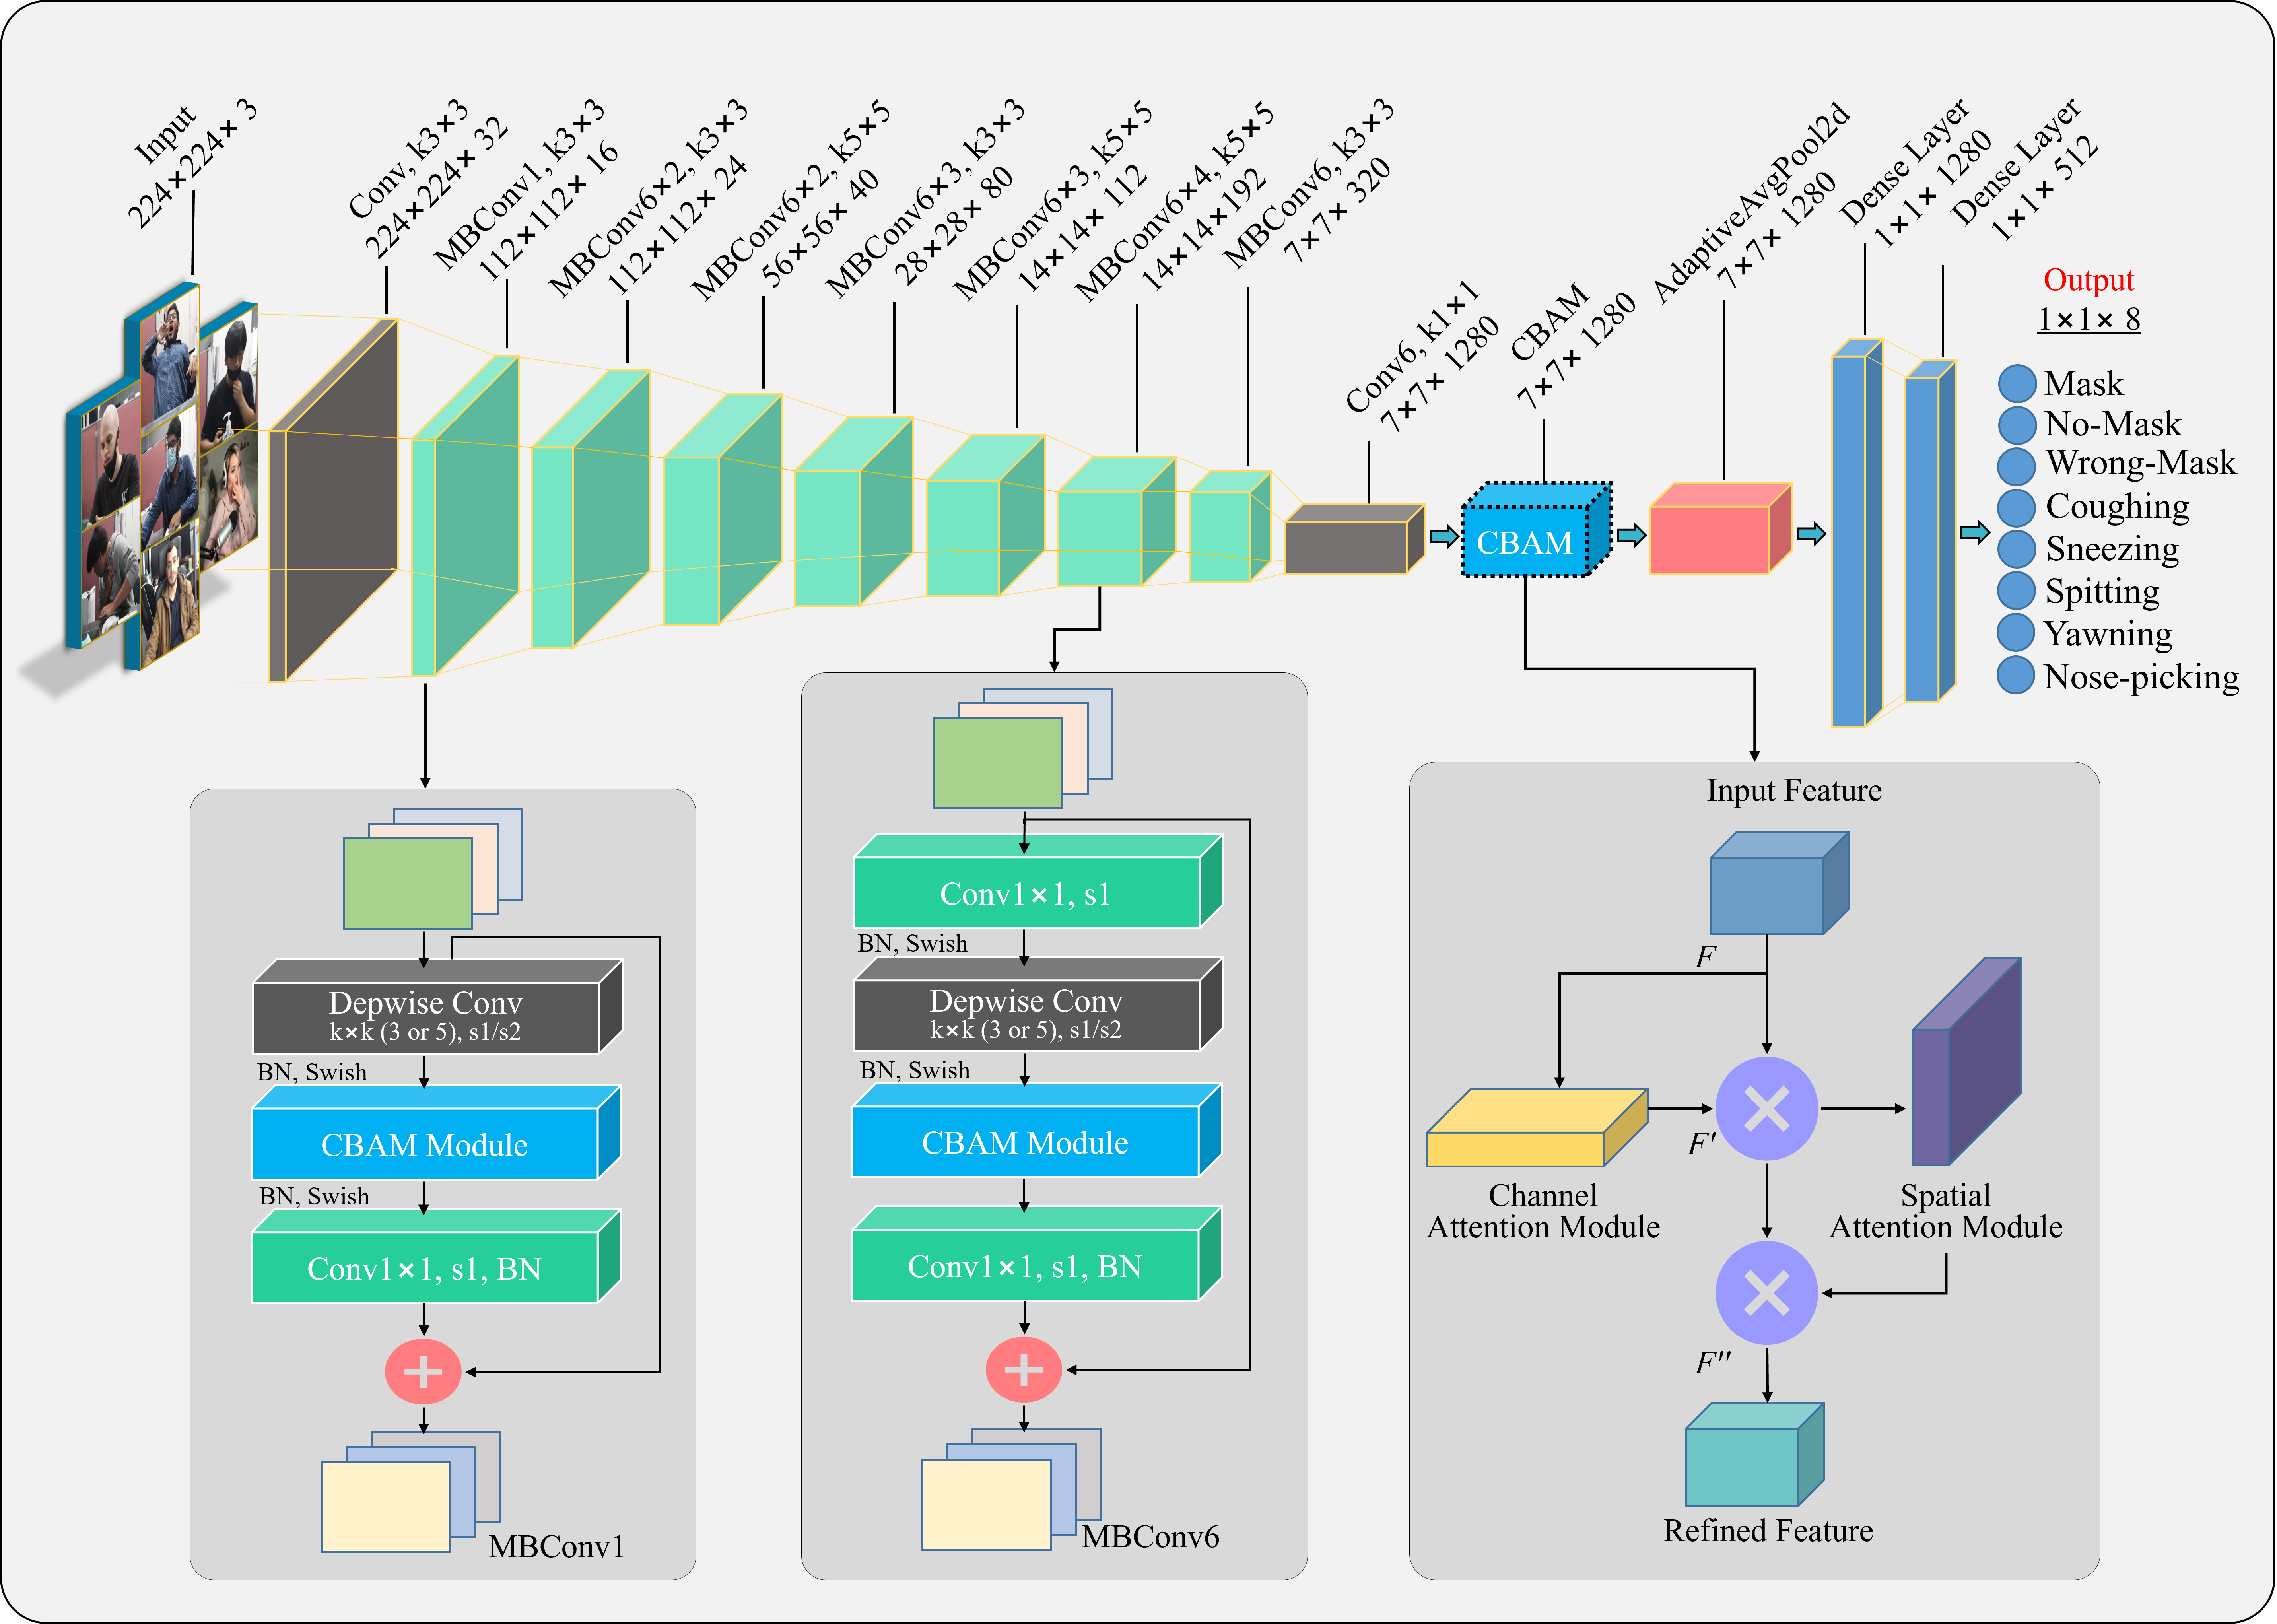 Input
224×224× 3
Conv, k3×3
224×224× 32
MBConv1, k3×3
112×112× 16
MBConv6×2, k3×3
112×112× 24
MBConv6×2, k5×5
56×56× 40
MBConv6×3, k3×3
28×28× 80
MBConv6×3, k5×5
14×14× 112
MBConv6×4, k5×5
14×14×192
MBConv6, k3×3
7×7× 320
Conv6, k1×1
7×7× 1280
CBAM
7×7× 1280
AdaptiveAvgPool2d
7×7× 1280
Dense Layer
1×1× 1280
Dense Layer
1×1× 512
Output
1×1× 8
CBAM
Mask
No-Mask
Wrong-Mask
Coughing
Sneezing
Spitting
Yawning
Nose-picking
Depwise Conv
k×k (3 or 5), s1/s2
BN, Swish
CBAM Module
BN, Swish
Conv1×1, s1, BN
+
MBConv1
Conv1×1, s1
BN, Swish
Depwise Conv
k×k (3 or 5), s1/s2
BN, Swish
CBAM Module
Conv1×1, s1, BN
+
MBConv6
Input Feature
F
×
F′
Channel
Attention Module
Spatial
Attention Module
×
F″
Refined Feature